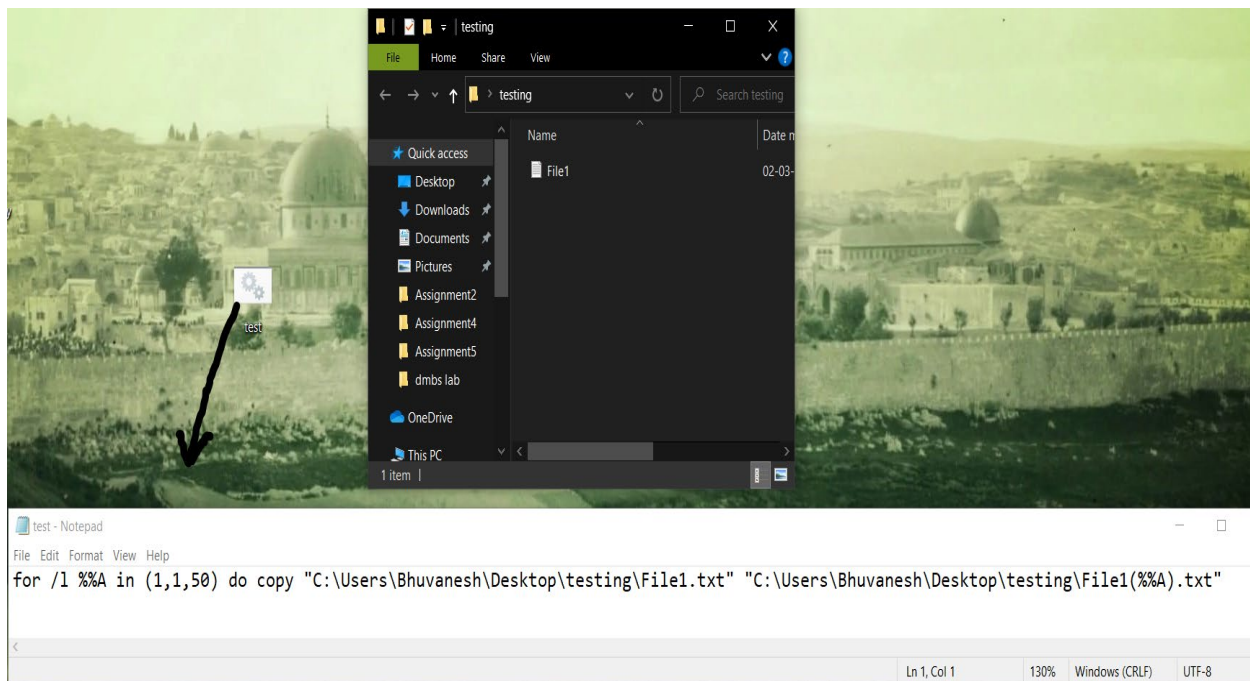 testing
File Home Share View
testing
Search testing
Name Date
Quick access
File1 02-03-
Desktop
Downloads
Documents
Pictures
Assignment2
Assignment4
Assignment5
dmbs lab
OneDrive
This PC
1 item
test
test - Notepad
File Edit Format View Help
for /l %%A in (1,1,50) do copy "C:\Users\Bhuvanesh\Desktop\testing\File1.txt" "C:\Users\Bhuvanesh\Desktop\testing\File1(%%A).txt"
Ln 1, Col 1 130% Windows (CRLF) UTF-8